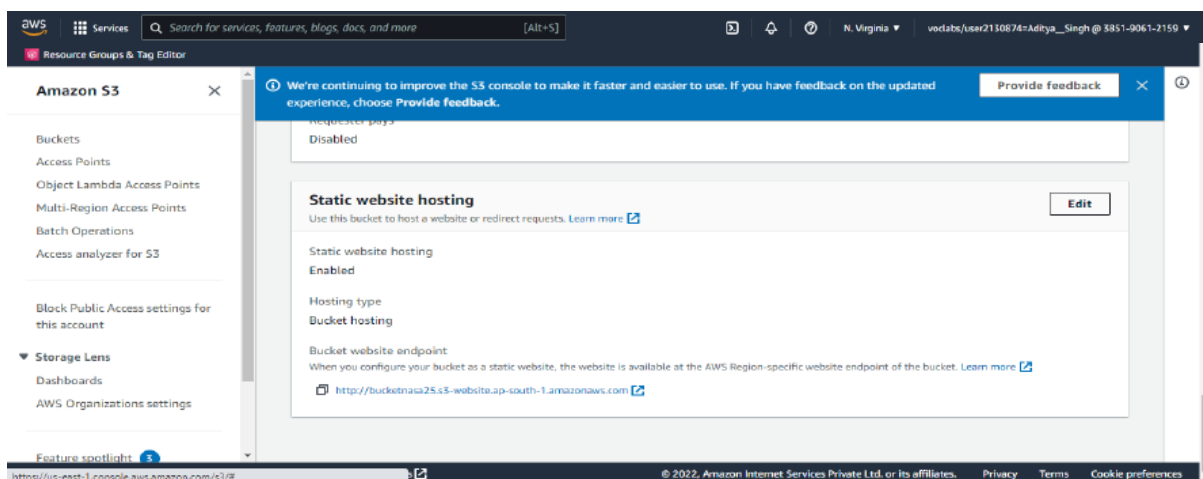 aws
Services
Search for services, features, blogs, docs, and more
[Alt+S]
N. Virginia ▼
voclabs/user2130874=Aditya__Singh @ 3851-9061-2159 ▼
Resource Groups & Tag Editor
Amazon S3
We're continuing to improve the S3 console to make it faster and easier to use. If you have feedback on the updated
experience, choose Provide feedback.
Provide feedback
Buckets
Access Points
Object Lambda Access Points
Multi-Region Access Points
Batch Operations
Access analyzer for S3
Block Public Access settings for
this account
Storage Lens
Dashboards
AWS Organizations settings
Feature spotlight 3
Requester pays
Disabled
Static website hosting
Edit
Use this bucket to host a website or redirect requests. Learn more
Static website hosting
Enabled
Hosting type
Bucket hosting
Bucket website endpoint
When you configure your bucket as a static website, the website is available at the AWS Region-specific website endpoint of the bucket. Learn more
http://bucketnasa25.s3-website.ap-south-1.amazonaws.com
https://us-east-1.console.aws.amazon.com/s3/#
© 2022, Amazon Internet Services Private Ltd. or its affiliates.
Privacy
Terms
Cookie preferences